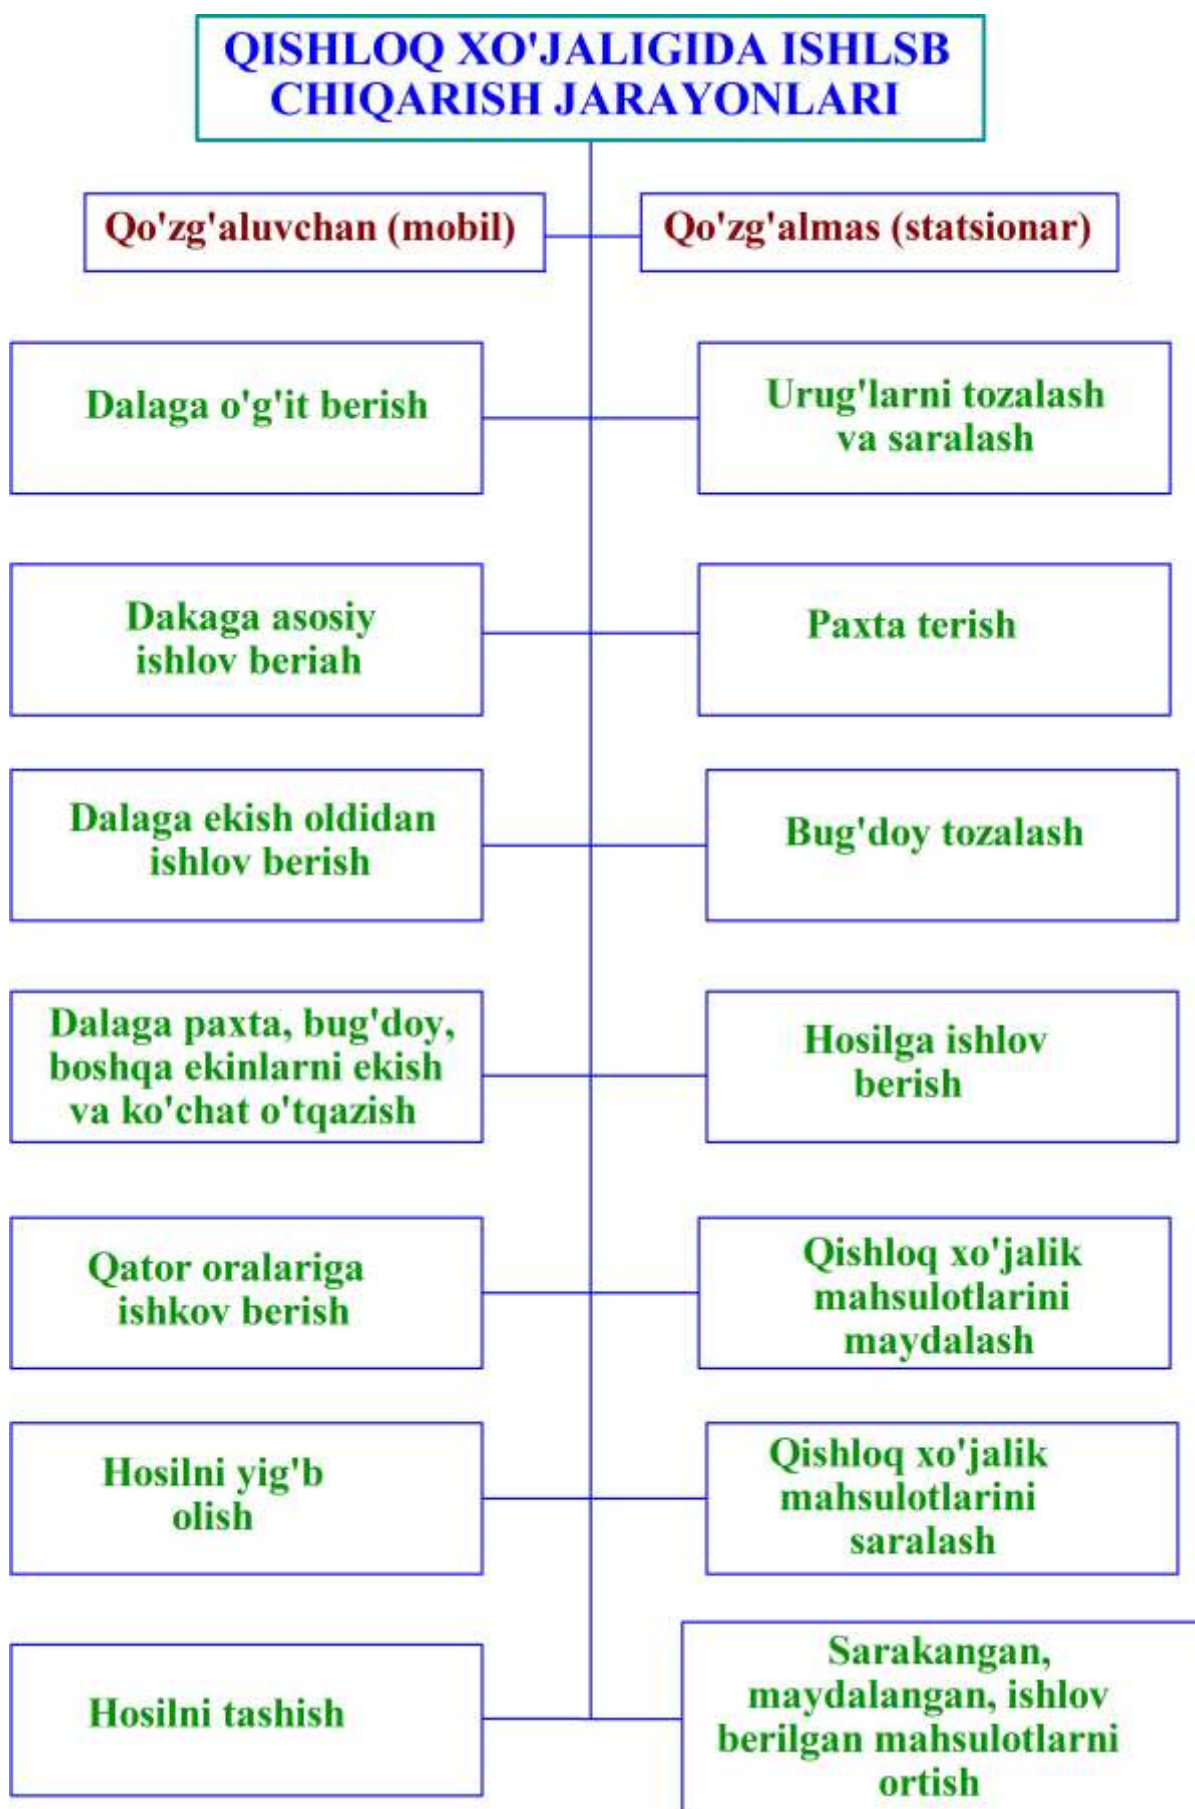 QISHLOQ XO'JALIGIDA ISHLSB
CHIQARISH JARAYONLARI
Qo'zg'aluvchan (mobil)
Qo'zg'almas (statsionar)
Dalaga o'g'it berish
Urug'larni tozalash
va saralash
Dakaga asosiy
ishlov beriah
Paxta terish
Dalaga ekish oldidan
ishlov berish
Bug'doy tozalash
Dalaga paxta, bug'doy,
boshqa ekinlarni ekish
va ko'chat o'tqazish
Hosilga ishlov
berish
Qator oralariga
ishkov berish
Qishloq xo'jalik
mahsulotlarini
maydalash
Hosilni yig'b
olish
Qishloq xo'jalik
mahsulotlarini
saralash
Hosilni tashish
Sarakangan,
maydalangan, ishlov
berilgan mahsulotlarni
ortish